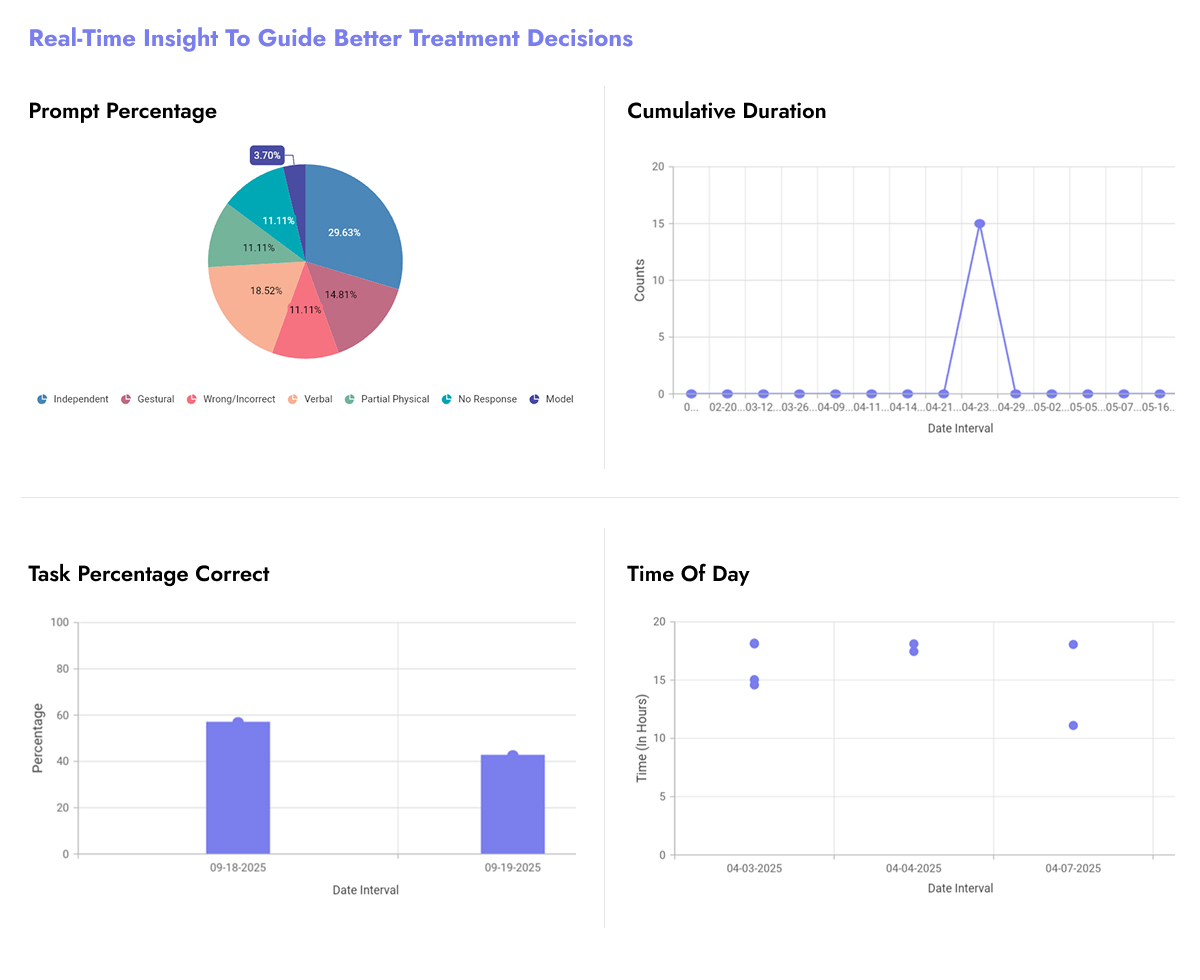 Real-Time Insight To Guide Better Treatment Decisions
Prompt Percentage
3.70%
11.11%
29.63%
11.11%
18.52%
14.81%
11.11%
Independent Gestural Wrong/Incorrect Verbal Partial Physical No Response Model
Cumulative Duration
20
15
10
5
0
Counts
0... 02-20... 03-12... 03-26... 04-09... 04-11... 04-14... 04-21... 04-23... 04-29... 05-02... 05-05... 05-07... 05-16...
Date Interval
Task Percentage Correct
100
80
60
40
20
0
Percentage
09-18-2025 09-19-2025
Date Interval
Time Of Day
20
15
10
5
0
Time (In Hours)
04-03-2025 04-04-2025 04-07-2025
Date Interval